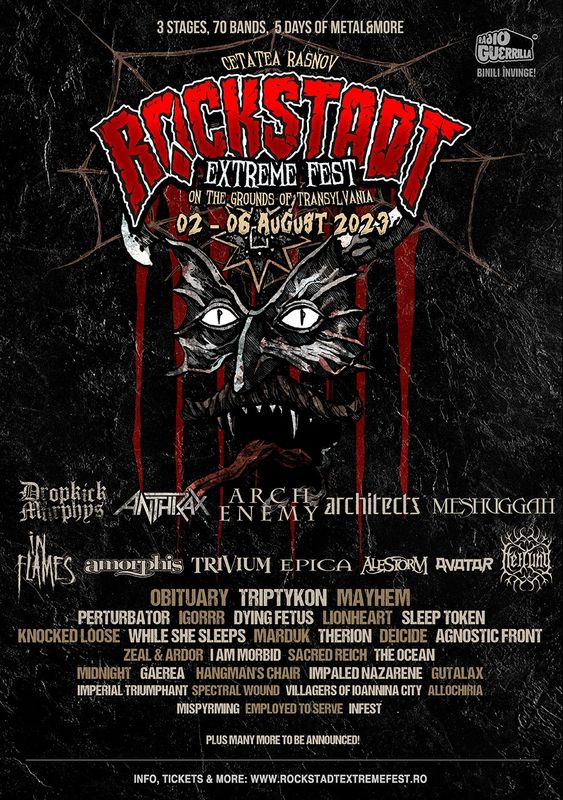 3 STAGES, 70 BANDS, 5 DAYS OF METAL&MORE
RADIO GUERRILLA
BINILI ÎNVINGE!
CETATEA RAȘNOV
ROCKSTADT
EXTREME FEST
ON THE GROUNDS OF TRANSYLVANIA
02 - 06 AUGUST 2023
Dropkick Murphys ANTHRAX ARCH ENEMY architects MESHUGGAH
IN FLAMES amorphis TRIVIUM EPICA ALESTORM AVATAR HEILUNG
OBITUARY TRIPTYKON MAYHEM
PERTURBATOR IGORRR DYING FETUS LIONHEART SLEEP TOKEN
KNOCKED LOOSE WHILE SHE SLEEPS MARDUK THERION DEICIDE AGNOSTIC FRONT
ZEAL & ARDOR I AM MORBID SACRED REICH THE OCEAN
MIDNIGHT GAEREA HANGMAN'S CHAIR IMPALED NAZARENE GUTALAX
IMPERIAL TRIUMPHANT SPECTRAL WOUND VILLAGERS OF IOANNINA CITY ALLOCHIRIA
MISPYRMING EMPLOYED TO SERVE INFEST
PLUS MANY MORE TO BE ANNOUNCED!
INFO, TICKETS & MORE: WWW.ROCKSTADTEXTREMEFEST.RO